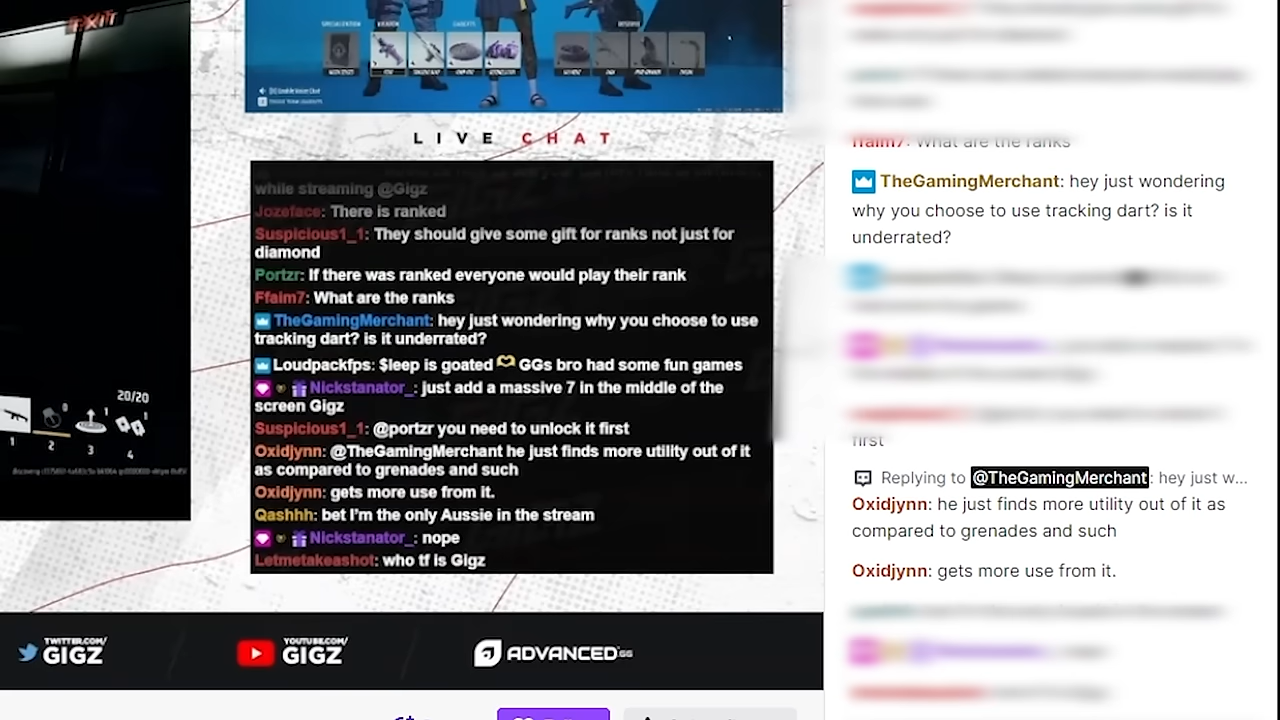 EXIT
20/20
1
2
3
4
LIVE CHAT
while streaming @Gigz
Jozeface: There is ranked
Suspicious1_1: They should give some gift for ranks not just for
diamond
Portzr: If there was ranked everyone would play their rank
Ffaim7: What are the ranks
TheGamingMerchant: hey just wondering why you choose to use
tracking dart? is it underrated?
Loudpackfps: $leep is goated GGs bro had some fun games
Nickstanator_: just add a massive 7 in the middle of the
screen Gigz
Suspicious1_1: @portzr you need to unlock it first
Oxidjynn: @TheGamingMerchant he just finds more utility out of it
as compared to grenades and such
Oxidjynn: gets more use from it.
Qashhh: bet I'm the only Aussie in the stream
Nickstanator_: nope
Letmetakeashot: who tf is Gigz
TWITTER.COM/
GIGZ
YOUTUBE.COM/
GIGZ
ADVANCED GG
ffaim7: What are the ranks
TheGamingMerchant: hey just wondering
why you choose to use tracking dart? is it
underrated?
first
Replying to @TheGamingMerchant: hey just w...
Oxidjynn: he just finds more utility out of it as
compared to grenades and such
Oxidjynn: gets more use from it.